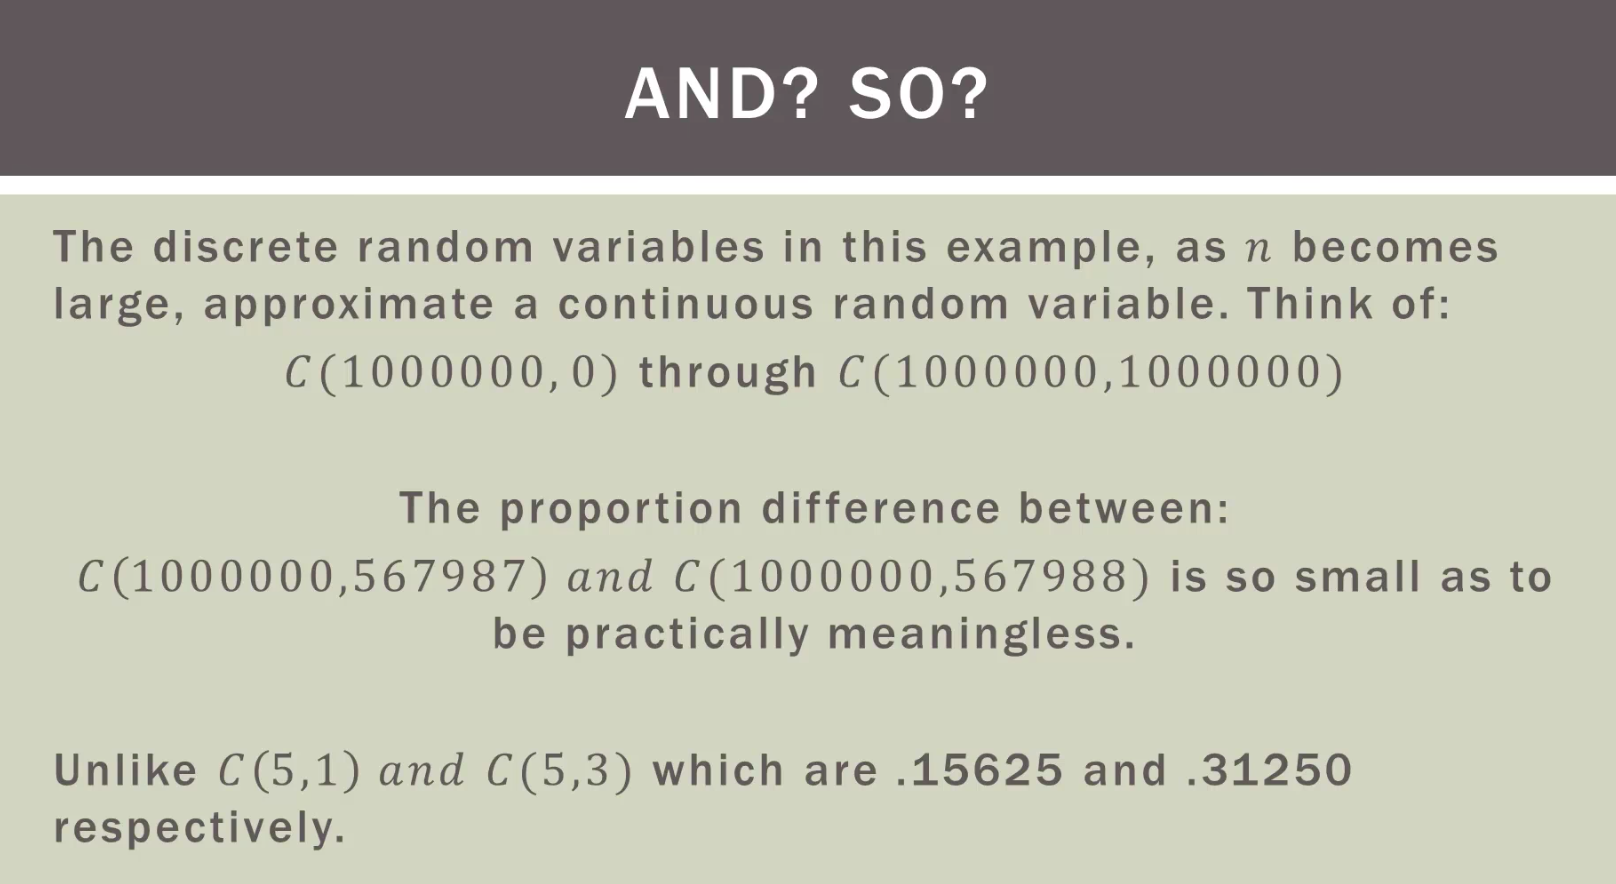 AND? SO?
The discrete random variables in this example, as n becomes
large, approximate a continuous random variable. Think of:
C(1000000, 0) through C(1000000,1000000)
The proportion difference between:
C(1000000,567987) and C(1000000,567988) is so small as to
be practically meaningless.
Unlike C(5,1) and C(5,3) which are .15625 and .31250
respectively.